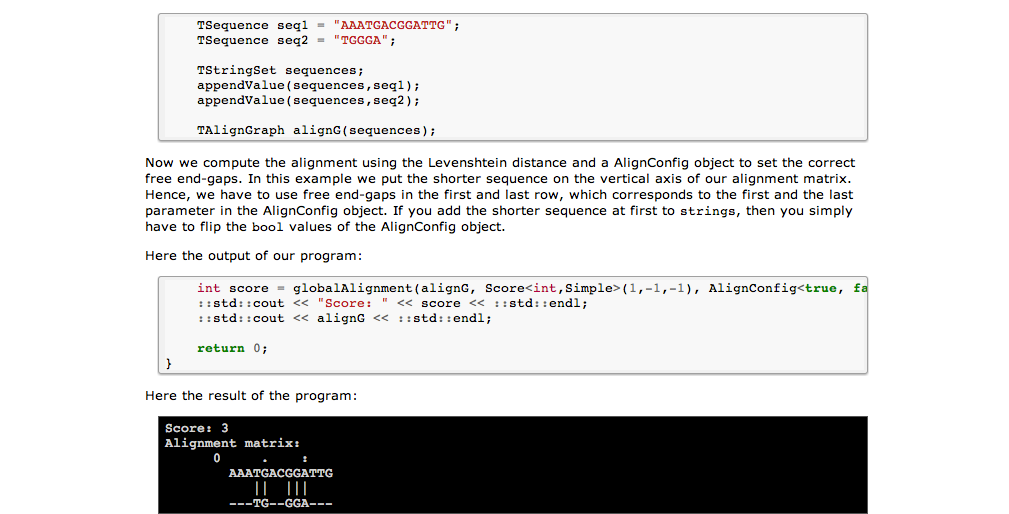 TSequence seq1 = "AAATGACGGATTG";
TSequence seq2 = "TGGGA";
TStringSet sequences;
appendValue(sequences,seq1);
appendValue(sequences,seq2);
TAlignGraph alignG(sequences);
Now we compute the alignment using the Levenshtein distance and a AlignConfig object to set the correct
free end-gaps. In this example we put the shorter sequence on the vertical axis of our alignment matrix.
Hence, we have to use free end-gaps in the first and last row, which corresponds to the first and the last
parameter in the AlignConfig object. If you add the shorter sequence at first to strings, then you simply
have to flip the bool values of the AlignConfig object.
Here the output of our program:
int score = globalAlignment(alignG, Score<int,Simple>(1,-1,-1), AlignConfig<true, fa
::std::cout << "Score: " << score << ::std::endl;
::std::cout << alignG << ::std::endl;
return 0;
}
Here the result of the program:
Score: 3
Alignment matrix:
0     .    :
AAATGACGGATTG
||  |||
---TG--GGA---